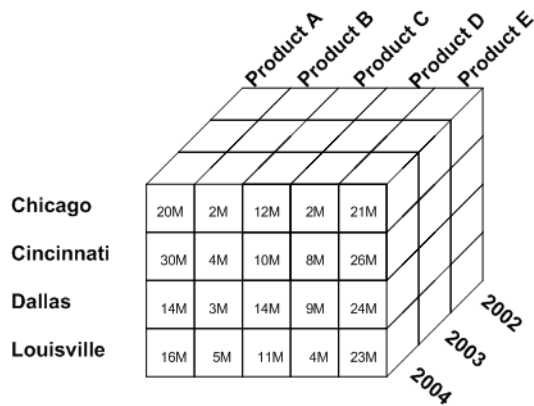 Product A
Product B
Product C
Product D
Product E
Chicago 20M 2M 12M 2M 21M
Cincinnati 30M 4M 10M 8M 26M
Dallas 14M 3M 14M 9M 24M
Louisville 16M 5M 11M 4M 23M
2002
2003
2004